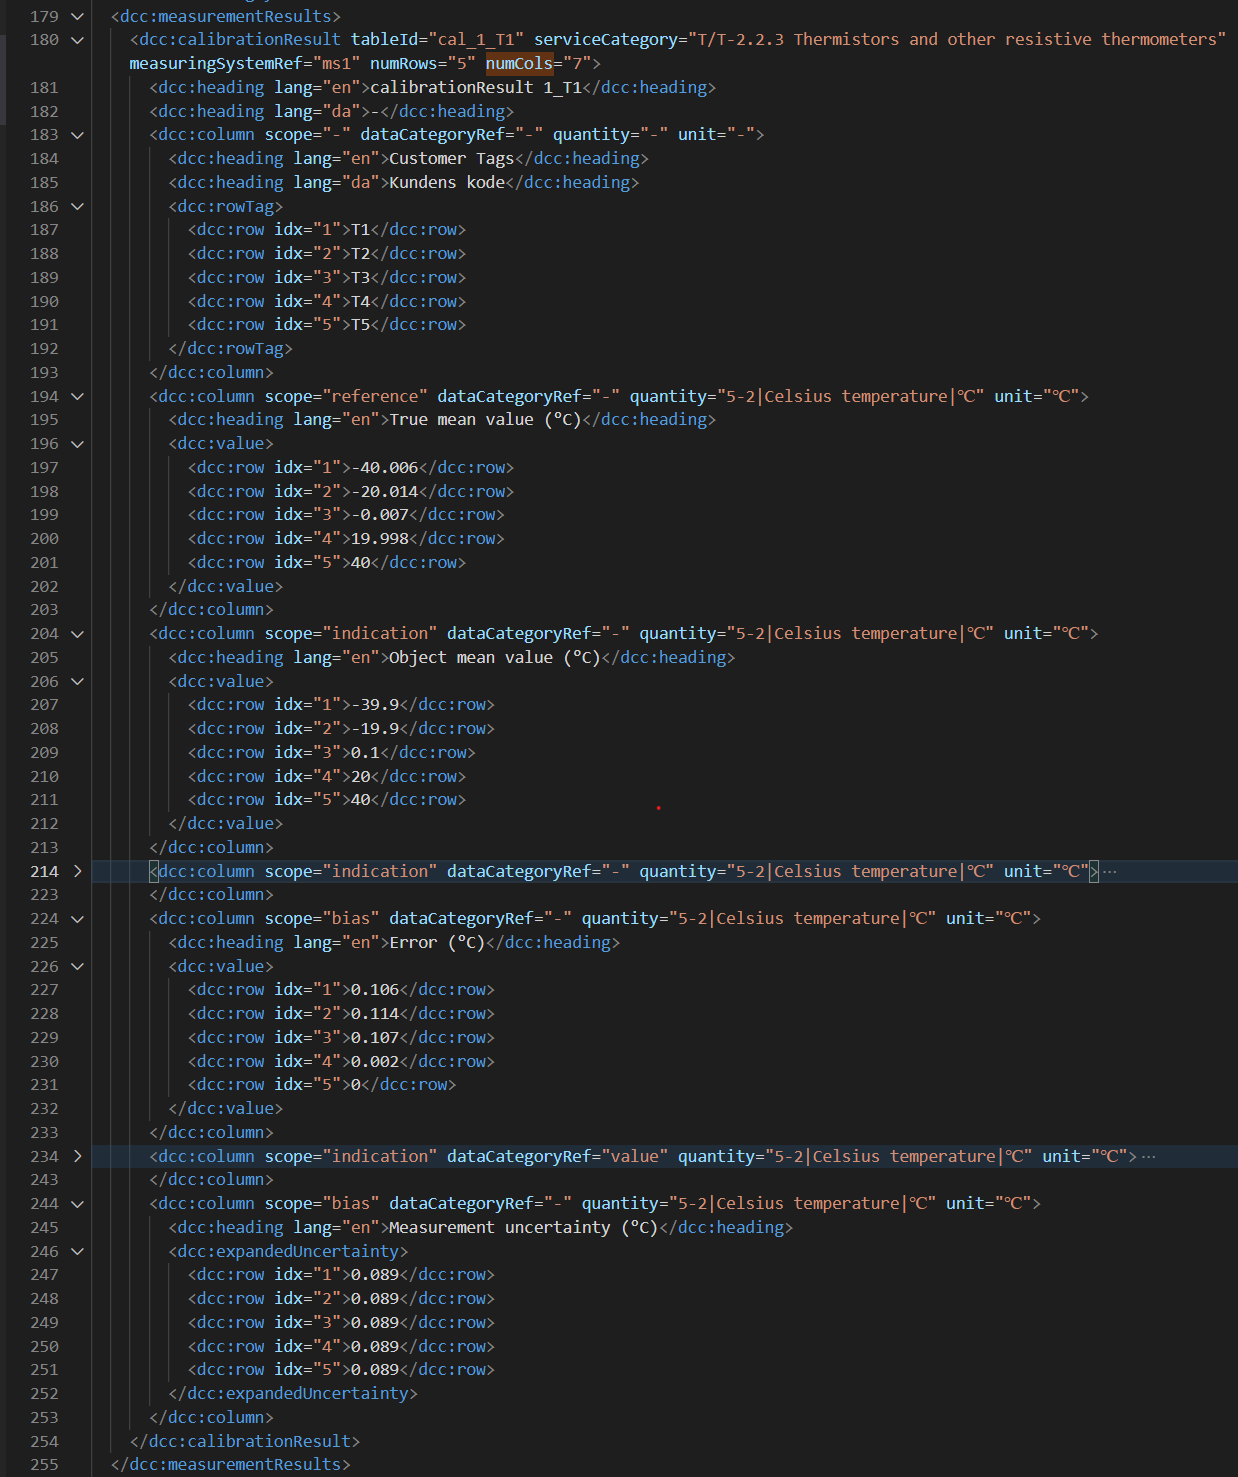 179 <dcc:measurementResults>
180 <dcc:calibrationResult tableId="cal_1_T1" serviceCategory="T/T-2.2.3 Thermistors and other resistive thermometers"
measuringSystemRef="ms1" numRows="5" numCols="7">
181 <dcc:heading lang="en">calibrationResult 1_T1</dcc:heading>
182 <dcc:heading lang="da">-</dcc:heading>
183 <dcc:column scope="-" dataCategoryRef="-" quantity="-" unit="-">
184 <dcc:heading lang="en">Customer Tags</dcc:heading>
185 <dcc:heading lang="da">Kundens kode</dcc:heading>
186 <dcc:rowTag>
187 <dcc:row idx="1">T1</dcc:row>
188 <dcc:row idx="2">T2</dcc:row>
189 <dcc:row idx="3">T3</dcc:row>
190 <dcc:row idx="4">T4</dcc:row>
191 <dcc:row idx="5">T5</dcc:row>
192 </dcc:rowTag>
193 </dcc:column>
194 <dcc:column scope="reference" dataCategoryRef="-" quantity="5-2|Celsius temperature|℃" unit="℃">
195 <dcc:heading lang="en">True mean value (ºC)</dcc:heading>
196 <dcc:value>
197 <dcc:row idx="1">-40.006</dcc:row>
198 <dcc:row idx="2">-20.014</dcc:row>
199 <dcc:row idx="3">-0.007</dcc:row>
200 <dcc:row idx="4">19.998</dcc:row>
201 <dcc:row idx="5">40</dcc:row>
202 </dcc:value>
203 </dcc:column>
204 <dcc:column scope="indication" dataCategoryRef="-" quantity="5-2|Celsius temperature|℃" unit="℃">
205 <dcc:heading lang="en">Object mean value (ºC)</dcc:heading>
206 <dcc:value>
207 <dcc:row idx="1">-39.9</dcc:row>
208 <dcc:row idx="2">-19.9</dcc:row>
209 <dcc:row idx="3">0.1</dcc:row>
210 <dcc:row idx="4">20</dcc:row>
211 <dcc:row idx="5">40</dcc:row>
212 </dcc:value>
213 </dcc:column>
214 <dcc:column scope="indication" dataCategoryRef="-" quantity="5-2|Celsius temperature|℃" unit="℃">⋯
223 </dcc:column>
224 <dcc:column scope="bias" dataCategoryRef="-" quantity="5-2|Celsius temperature|℃" unit="℃">
225 <dcc:heading lang="en">Error (ºC)</dcc:heading>
226 <dcc:value>
227 <dcc:row idx="1">0.106</dcc:row>
228 <dcc:row idx="2">0.114</dcc:row>
229 <dcc:row idx="3">0.107</dcc:row>
230 <dcc:row idx="4">0.002</dcc:row>
231 <dcc:row idx="5">0</dcc:row>
232 </dcc:value>
233 </dcc:column>
234 <dcc:column scope="indication" dataCategoryRef="value" quantity="5-2|Celsius temperature|℃" unit="℃">⋯
243 </dcc:column>
244 <dcc:column scope="bias" dataCategoryRef="-" quantity="5-2|Celsius temperature|℃" unit="℃">
245 <dcc:heading lang="en">Measurement uncertainty (ºC)</dcc:heading>
246 <dcc:expandedUncertainty>
247 <dcc:row idx="1">0.089</dcc:row>
248 <dcc:row idx="2">0.089</dcc:row>
249 <dcc:row idx="3">0.089</dcc:row>
250 <dcc:row idx="4">0.089</dcc:row>
251 <dcc:row idx="5">0.089</dcc:row>
252 </dcc:expandedUncertainty>
253 </dcc:column>
254 </dcc:calibrationResult>
255 </dcc:measurementResults>